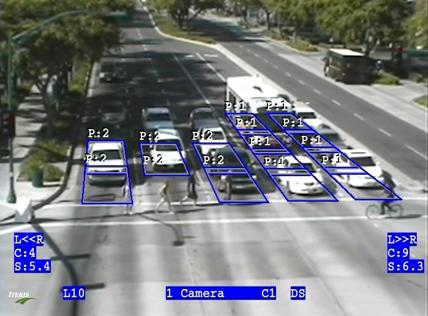 P:1 P:1
P:2 P:2 P:2 P:1 P:1
P:1 P:1
P:2 P:2 P:2 P:1
L<<R
C:4
S:5.4
L>>R
C:9
S:6.3
Iteris
L10 1 Camera C1 DS